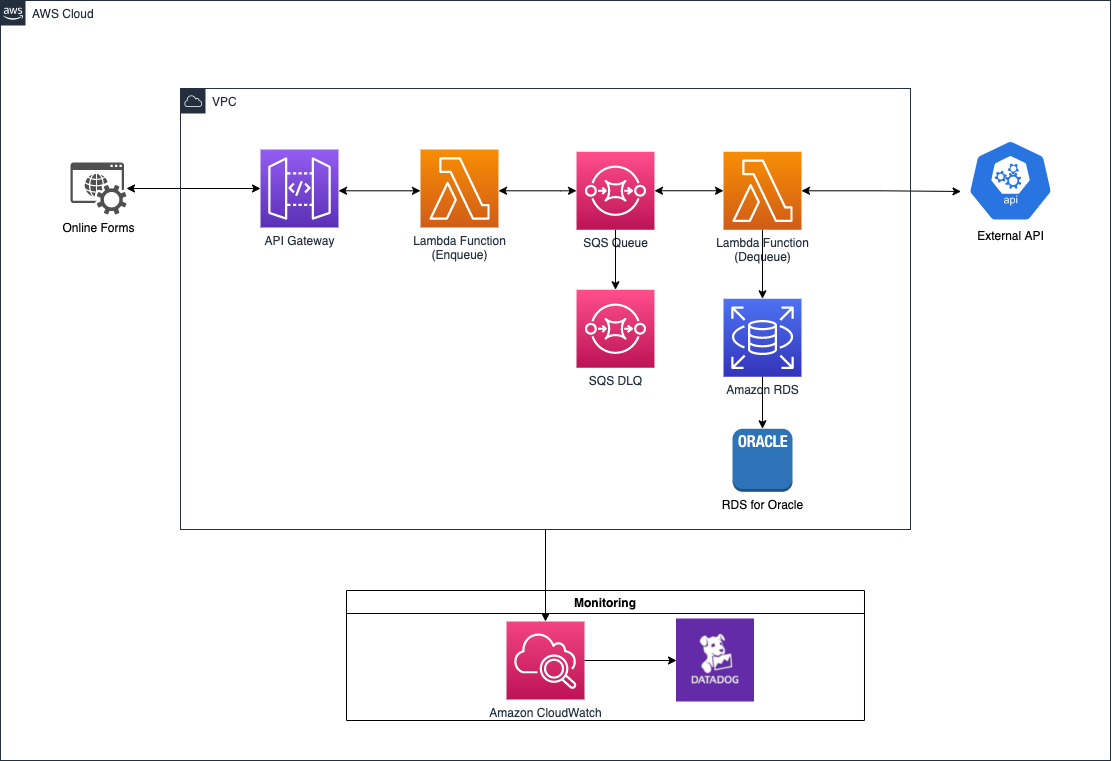 aws
AWS Cloud
VPC
Online Forms
</>
API Gateway
Lambda Function
(Enqueue)
SQS Queue
Lambda Function
(Dequeue)
api
External API
SQS DLQ
Amazon RDS
ORACLE
RDS for Oracle
Monitoring
Amazon CloudWatch
DATADOG